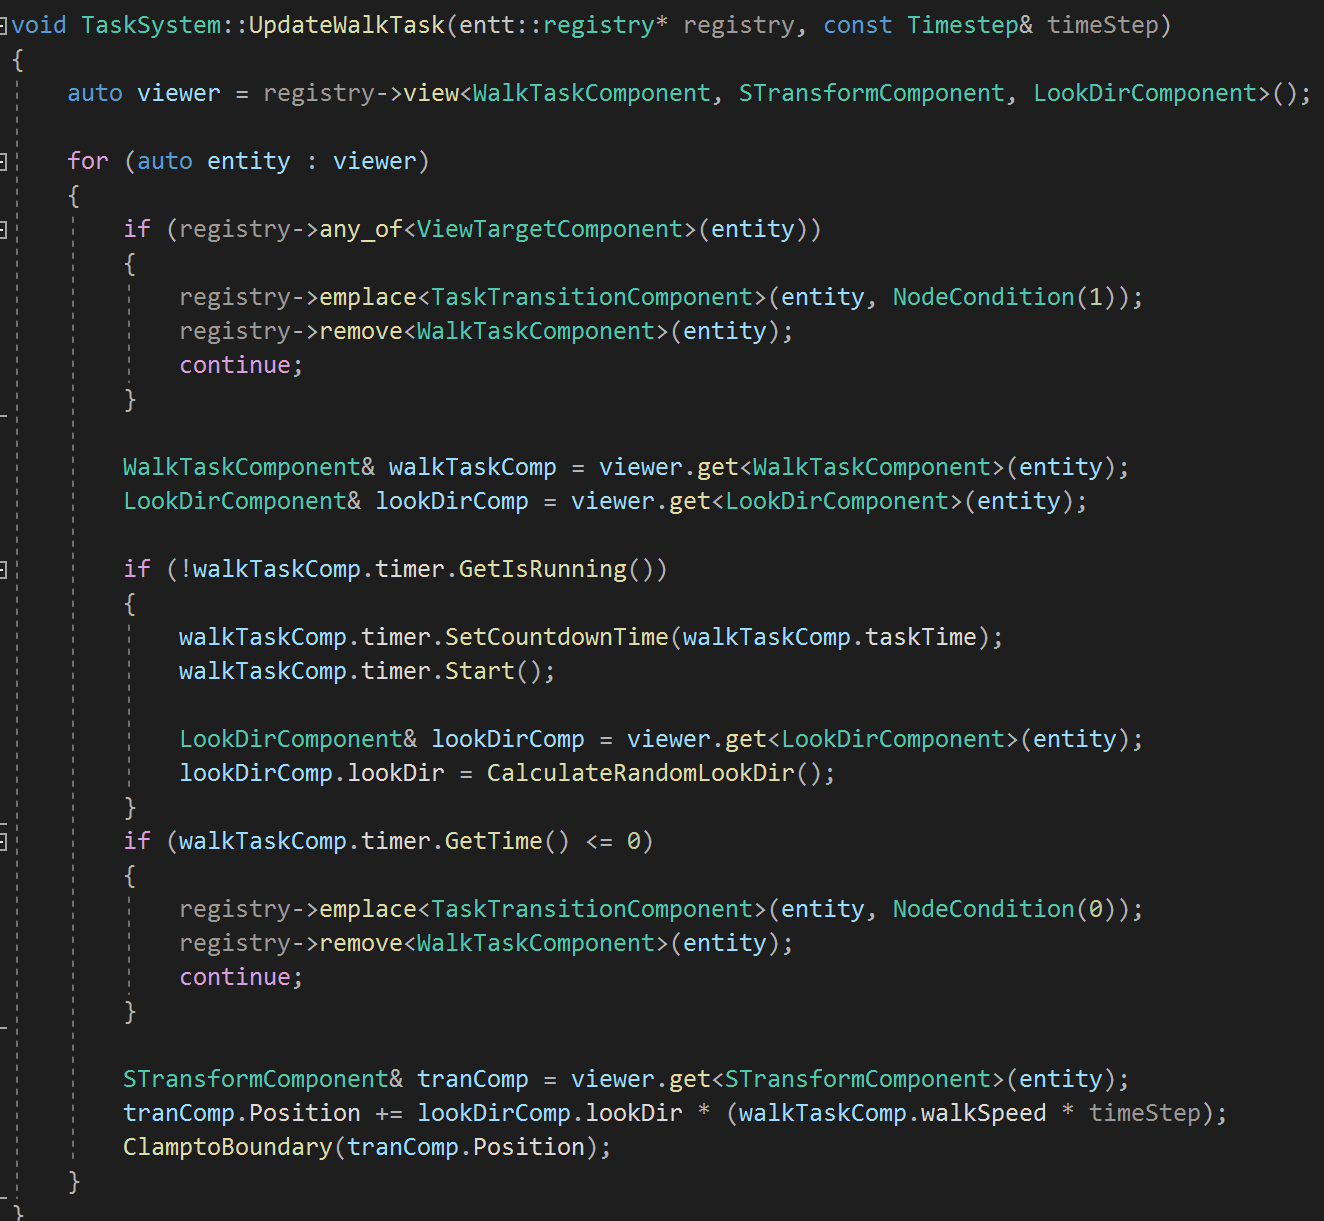 void TaskSystem::UpdateWalkTask(entt::registry* registry, const Timestep& timeStep)
{
    auto viewer = registry->view<WalkTaskComponent, STransformComponent, LookDirComponent>();

    for (auto entity : viewer)
    {
        if (registry->any_of<ViewTargetComponent>(entity))
        {
            registry->emplace<TaskTransitionComponent>(entity, NodeCondition(1));
            registry->remove<WalkTaskComponent>(entity);
            continue;
        }

        WalkTaskComponent& walkTaskComp = viewer.get<WalkTaskComponent>(entity);
        LookDirComponent& lookDirComp = viewer.get<LookDirComponent>(entity);

        if (!walkTaskComp.timer.GetIsRunning())
        {
            walkTaskComp.timer.SetCountdownTime(walkTaskComp.taskTime);
            walkTaskComp.timer.Start();

            LookDirComponent& lookDirComp = viewer.get<LookDirComponent>(entity);
            lookDirComp.lookDir = CalculateRandomLookDir();
        }
        if (walkTaskComp.timer.GetTime() <= 0)
        {
            registry->emplace<TaskTransitionComponent>(entity, NodeCondition(0));
            registry->remove<WalkTaskComponent>(entity);
            continue;
        }

        STransformComponent& tranComp = viewer.get<STransformComponent>(entity);
        tranComp.Position += lookDirComp.lookDir * (walkTaskComp.walkSpeed * timeStep);
        ClamptoBoundary(tranComp.Position);
    }
}